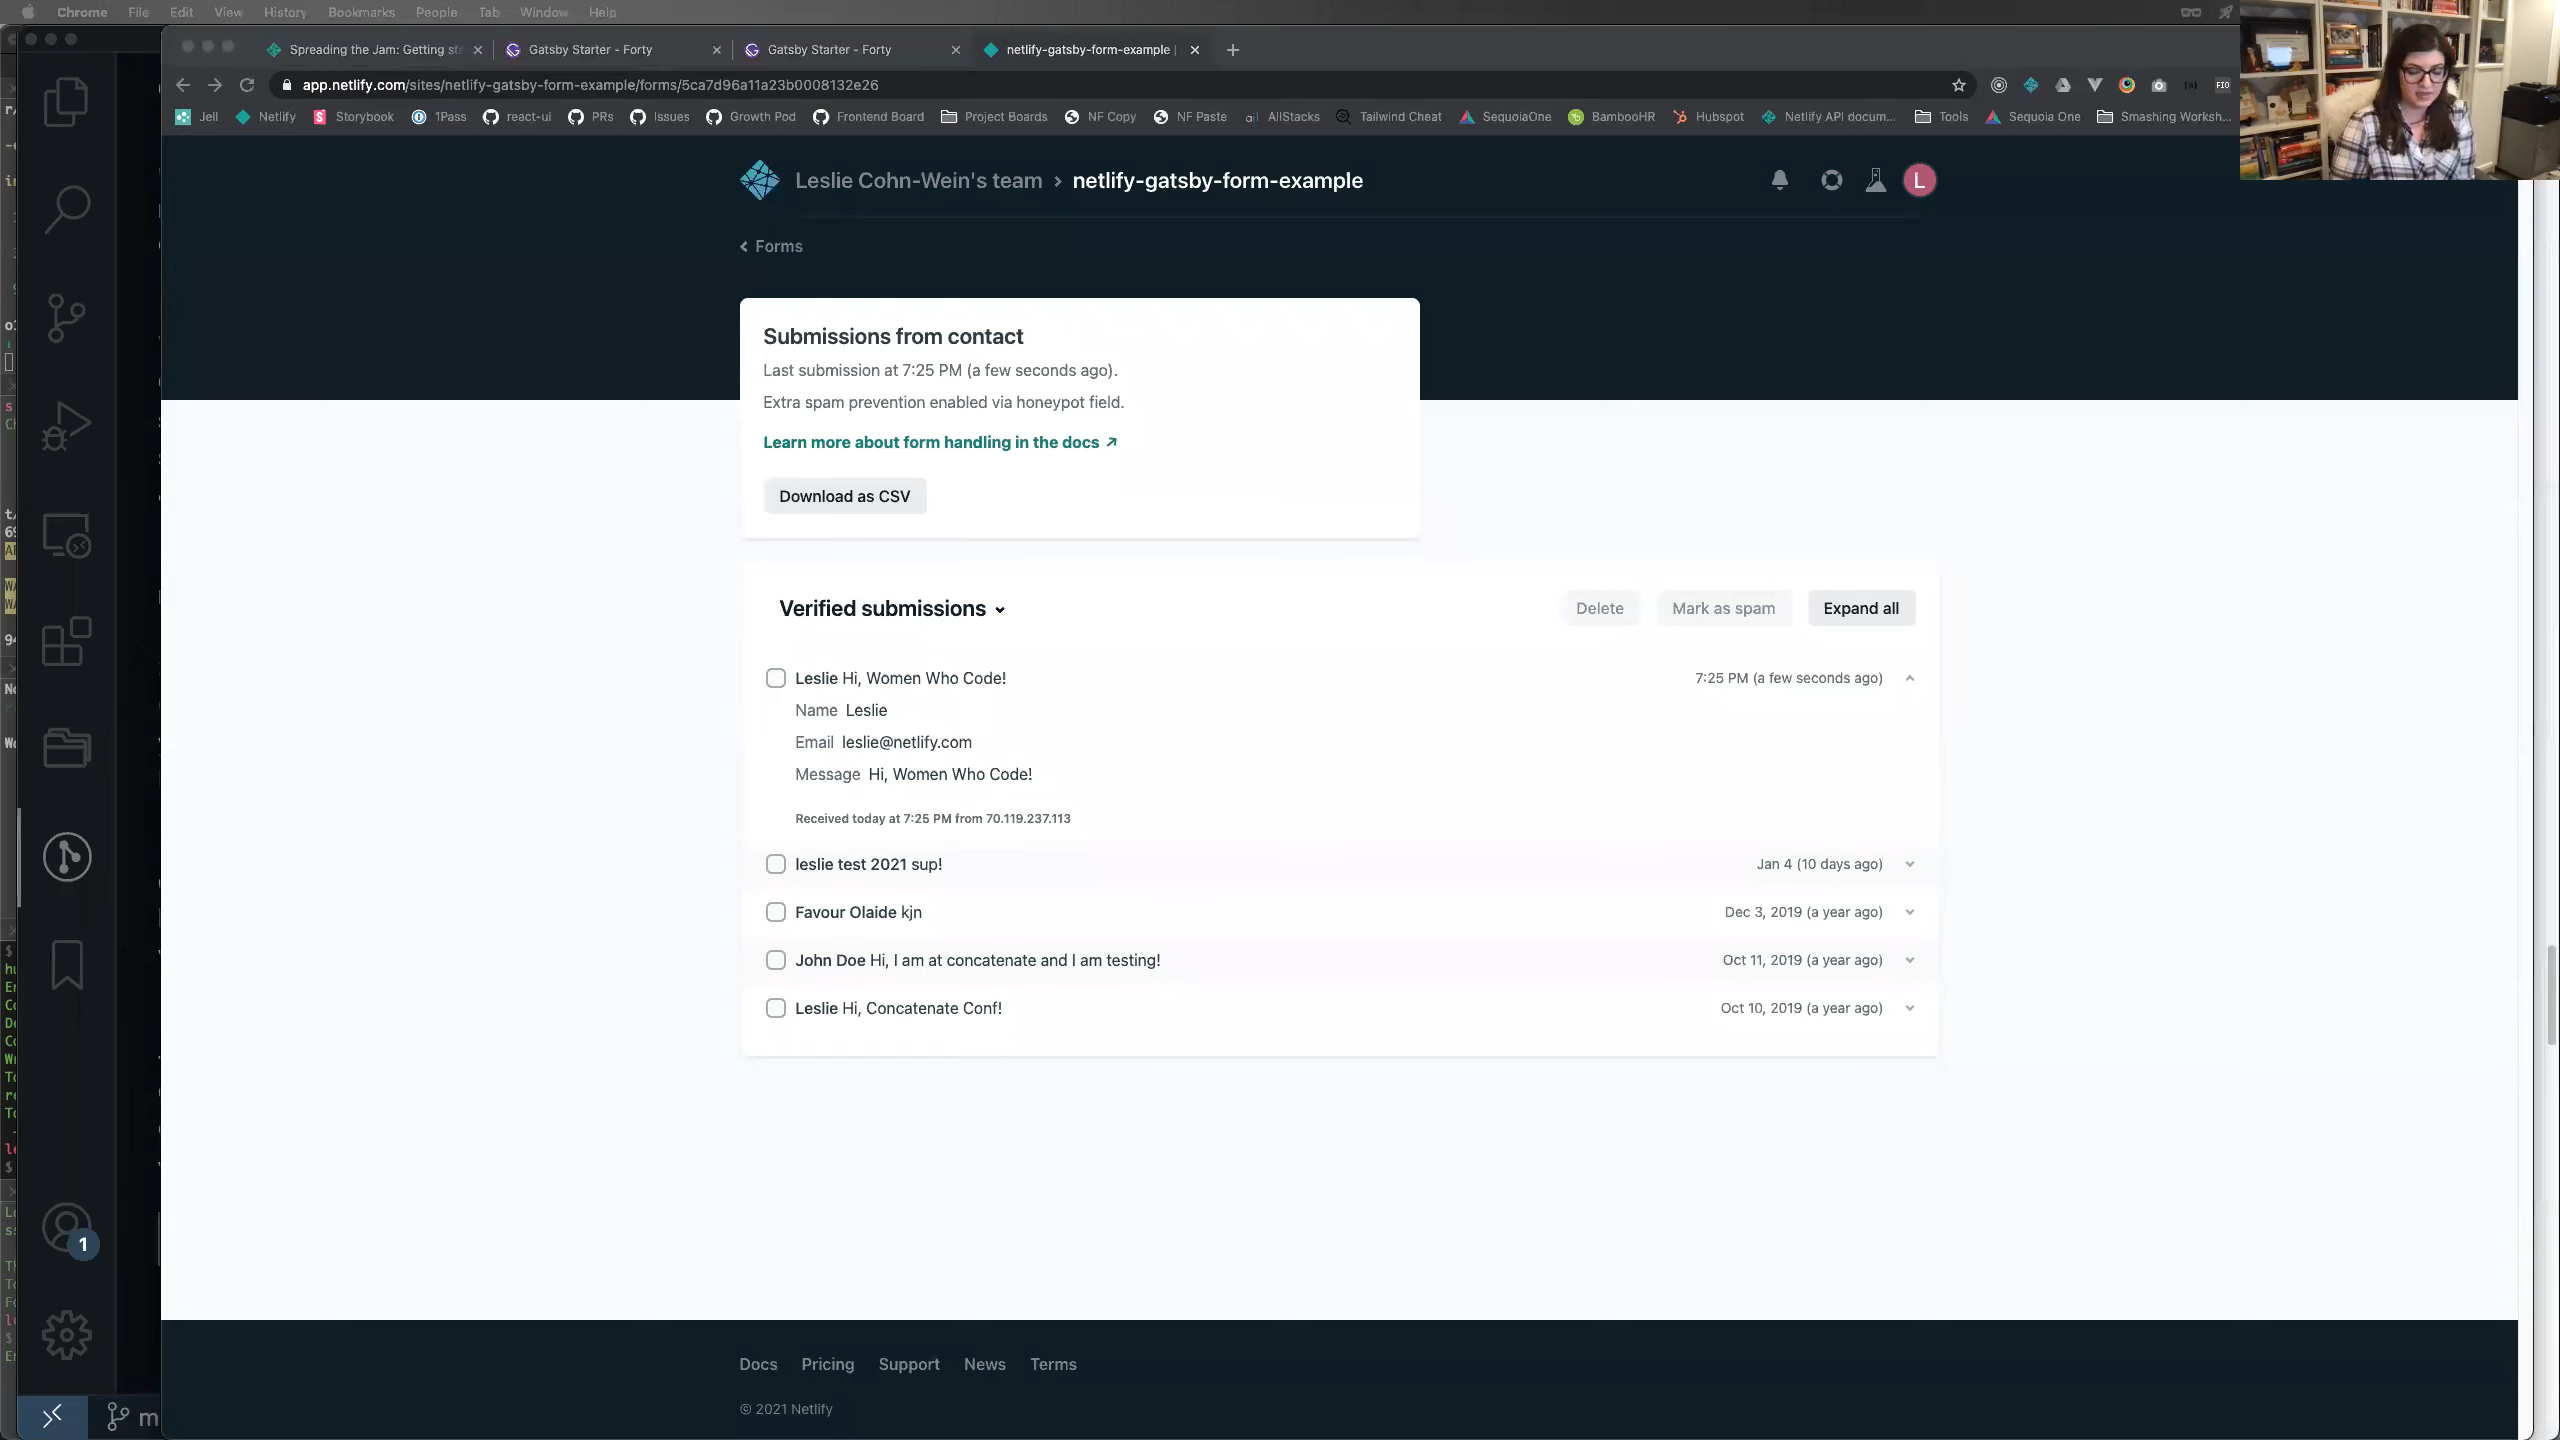 Chrome File Edit View History Bookmarks People Tab Window Help
Spreading the Jam: Getting st
Gatsby Starter - Forty
Gatsby Starter - Forty
netlify-gatsby-form-example |
app.netlify.com/sites/netlify-gatsby-form-example/forms/5ca7d96a11a23b0008132e26
FIO
Jell Netlify Storybook 1Pass react-ui PRs Issues Growth Pod Frontend Board Project Boards NF Copy NF Paste AllStacks Tailwind Cheat SequoiaOne BambooHR Hubspot Netlify API docum... Tools Sequoia One Smashing Worksh...
Leslie Cohn-Wein's team > netlify-gatsby-form-example
L
Forms
Submissions from contact
Last submission at 7:25 PM (a few seconds ago).
Extra spam prevention enabled via honeypot field.
Learn more about form handling in the docs
Download as CSV
Verified submissions
Delete Mark as spam Expand all
Leslie Hi, Women Who Code! 7:25 PM (a few seconds ago)
Name Leslie
Email leslie@netlify.com
Message Hi, Women Who Code!
Received today at 7:25 PM from 70.119.237.113
leslie test 2021 sup! Jan 4 (10 days ago)
Favour Olaide kjn Dec 3, 2019 (a year ago)
John Doe Hi, I am at concatenate and I am testing! Oct 11, 2019 (a year ago)
Leslie Hi, Concatenate Conf! Oct 10, 2019 (a year ago)
1
Docs Pricing Support News Terms
© 2021 Netlify